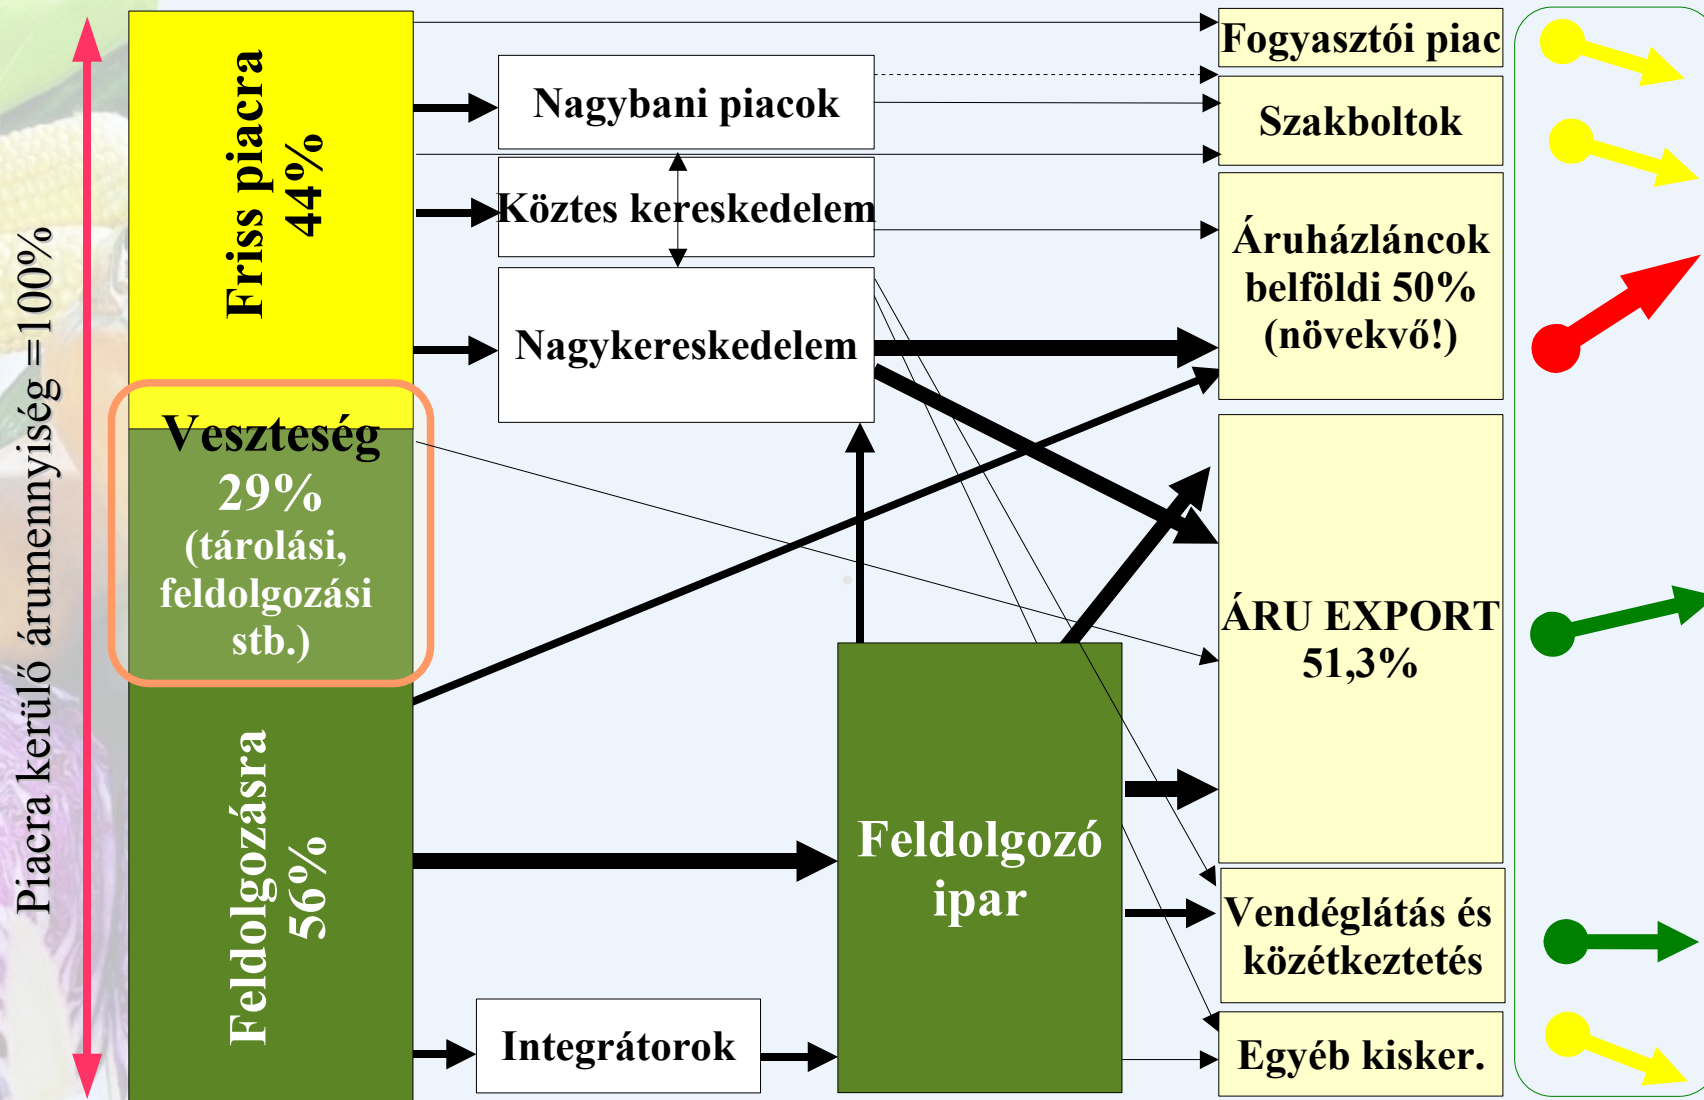 Piacra kerülő árumennyiség =100%
Friss piacra
44%
Veszteség
29%
(tárolási,
feldolgozási
stb.)
Feldolgozásra
56%
Nagybani piacok
Köztes kereskedelem
Nagykereskedelem
Integrátorok
Feldolgozó
ipar
Fogyasztói piac
Szakboltok
Áruházláncok
belföldi 50%
(növekvő!)
ÁRU EXPORT
51,3%
Vendéglátás és
közétkeztetés
Egyéb kisker.